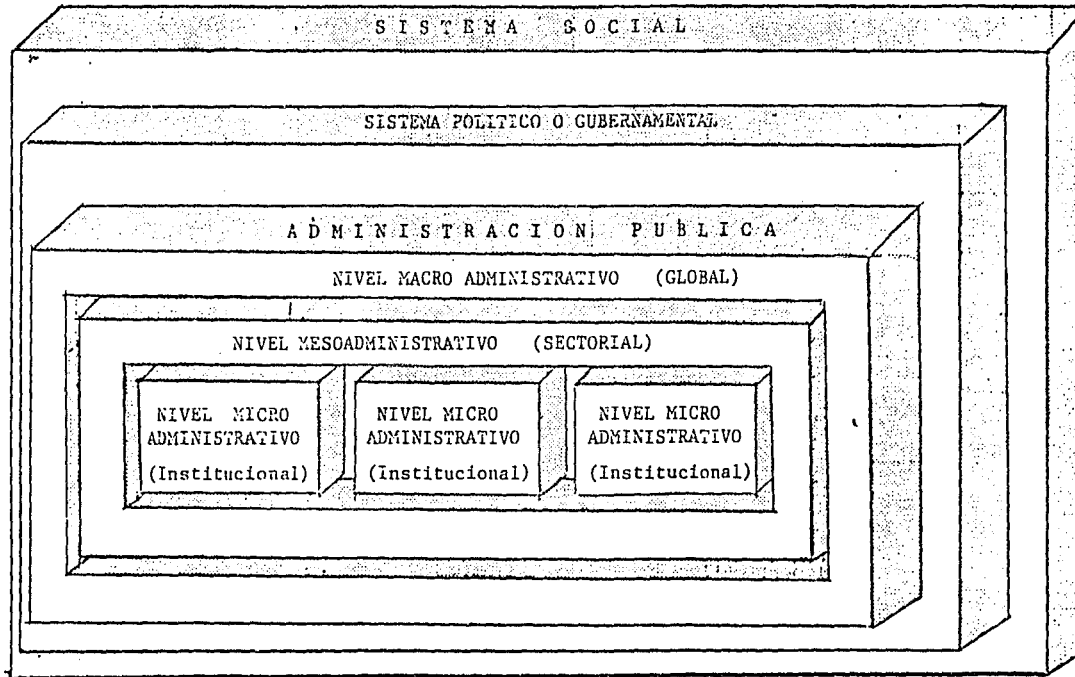 SISTEMA SOCIAL
SISTEMA POLITICO O GUBERNAMENTAL
ADMINISTRACION PUBLICA
NIVEL MACRO ADMINISTRATIVO (GLOBAL)
NIVEL MESOADMINISTRATIVO (SECTORIAL)
NIVEL MICRO
ADMINISTRATIVO
(Institucional)
NIVEL MICRO
ADMINISTRATIVO
(Institucional)
NIVEL MICRO
ADMINISTRATIVO
(Institucional)